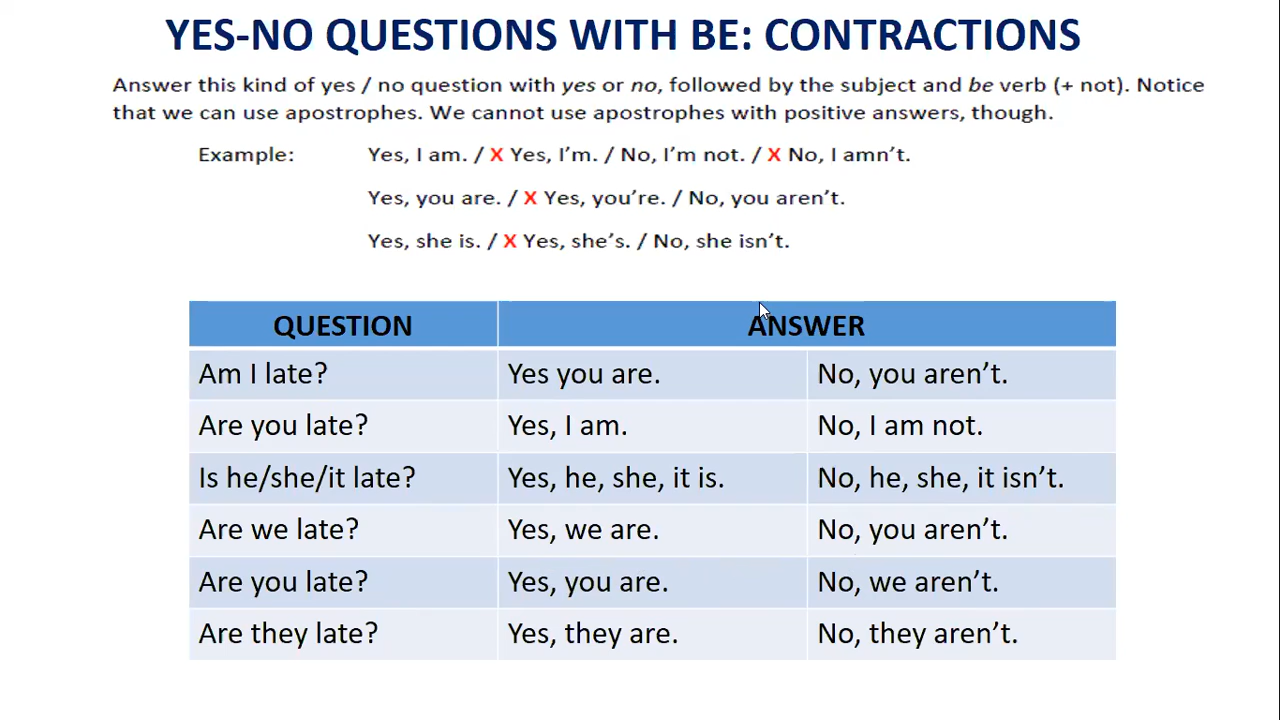 YES-NO QUESTIONS WITH BE: CONTRACTIONS
Answer this kind of yes / no question with yes or no, followed by the subject and be verb (+ not). Notice
that we can use apostrophes. We cannot use apostrophes with positive answers, though.
Example: Yes, I am. / X Yes, I’m. / No, I’m not. / X No, I amn’t.
Yes, you are. / X Yes, you’re. / No, you aren’t.
Yes, she is. / X Yes, she’s. / No, she isn’t.
QUESTION ANSWER
Am I late? Yes you are. No, you aren’t.
Are you late? Yes, I am. No, I am not.
Is he/she/it late? Yes, he, she, it is. No, he, she, it isn’t.
Are we late? Yes, we are. No, you aren’t.
Are you late? Yes, you are. No, we aren’t.
Are they late? Yes, they are. No, they aren’t.